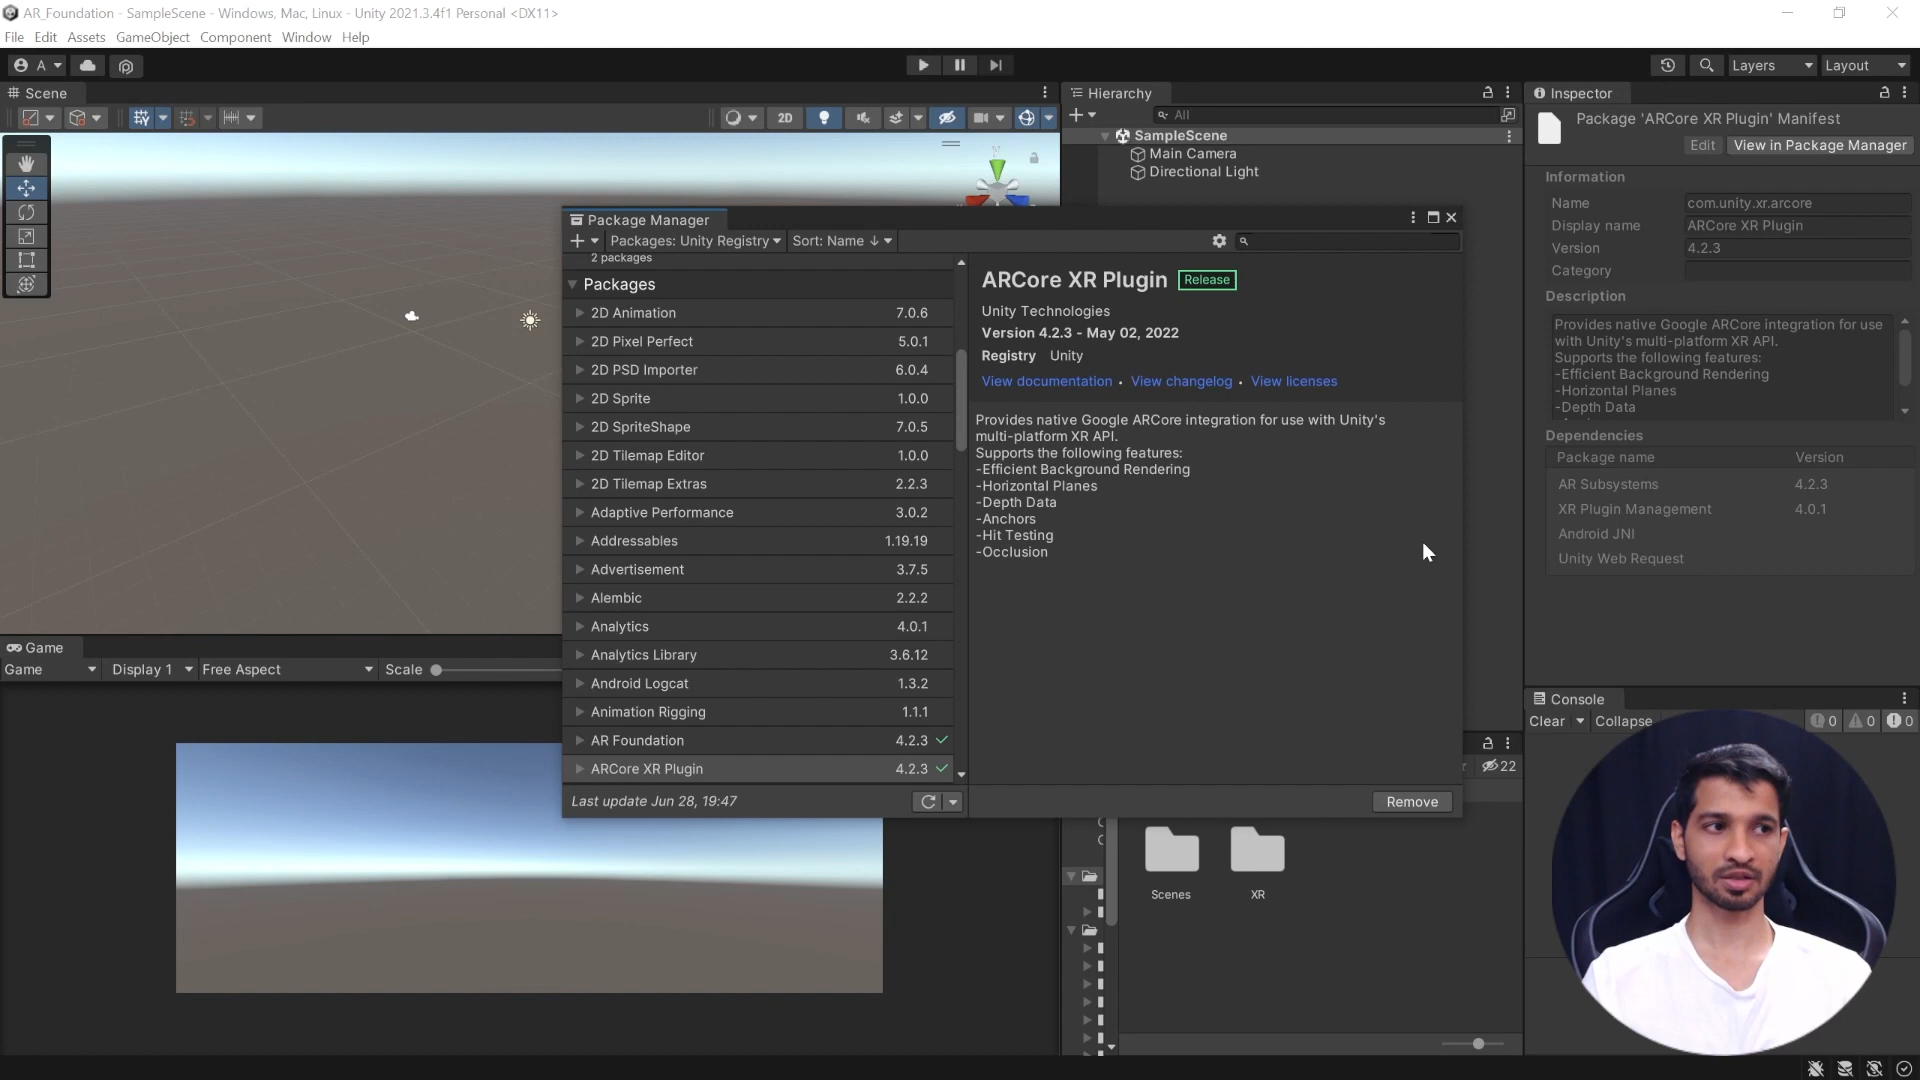 AR_Foundation - SampleScene - Windows, Mac, Linux - Unity 2021.3.4f1 Personal <DX11>
File Edit Assets GameObject Component Window Help
A
Layers
Layout
Scene
2D
Hierarchy
All
SampleScene
Main Camera
Directional Light
Inspector
Package 'ARCore XR Plugin' Manifest
Edit View in Package Manager
Information
Name com.unity.xr.arcore
Display name ARCore XR Plugin
Version 4.2.3
Category
Description
Provides native Google ARCore integration for use
with Unity's multi-platform XR API.
Supports the following features:
-Efficient Background Rendering
-Horizontal Planes
-Depth Data
Dependencies
Package name Version
AR Subsystems 4.2.3
XR Plugin Management 4.0.1
Android JNI
Unity Web Request
Package Manager
Packages: Unity Registry Sort: Name ↓
2 packages
Packages
2D Animation 7.0.6
2D Pixel Perfect 5.0.1
2D PSD Importer 6.0.4
2D Sprite 1.0.0
2D SpriteShape 7.0.5
2D Tilemap Editor 1.0.0
2D Tilemap Extras 2.2.3
Adaptive Performance 3.0.2
Addressables 1.19.19
Advertisement 3.7.5
Alembic 2.2.2
Analytics 4.0.1
Analytics Library 3.6.12
Android Logcat 1.3.2
Animation Rigging 1.1.1
AR Foundation 4.2.3
ARCore XR Plugin 4.2.3
Last update Jun 28, 19:47
ARCore XR Plugin Release
Unity Technologies
Version 4.2.3 - May 02, 2022
Registry Unity
View documentation • View changelog • View licenses
Provides native Google ARCore integration for use with Unity's
multi-platform XR API.
Supports the following features:
-Efficient Background Rendering
-Horizontal Planes
-Depth Data
-Anchors
-Hit Testing
-Occlusion
Remove
Game
Game Display 1 Free Aspect Scale
22
Scenes XR
Console
Clear Collapse 0 0 0